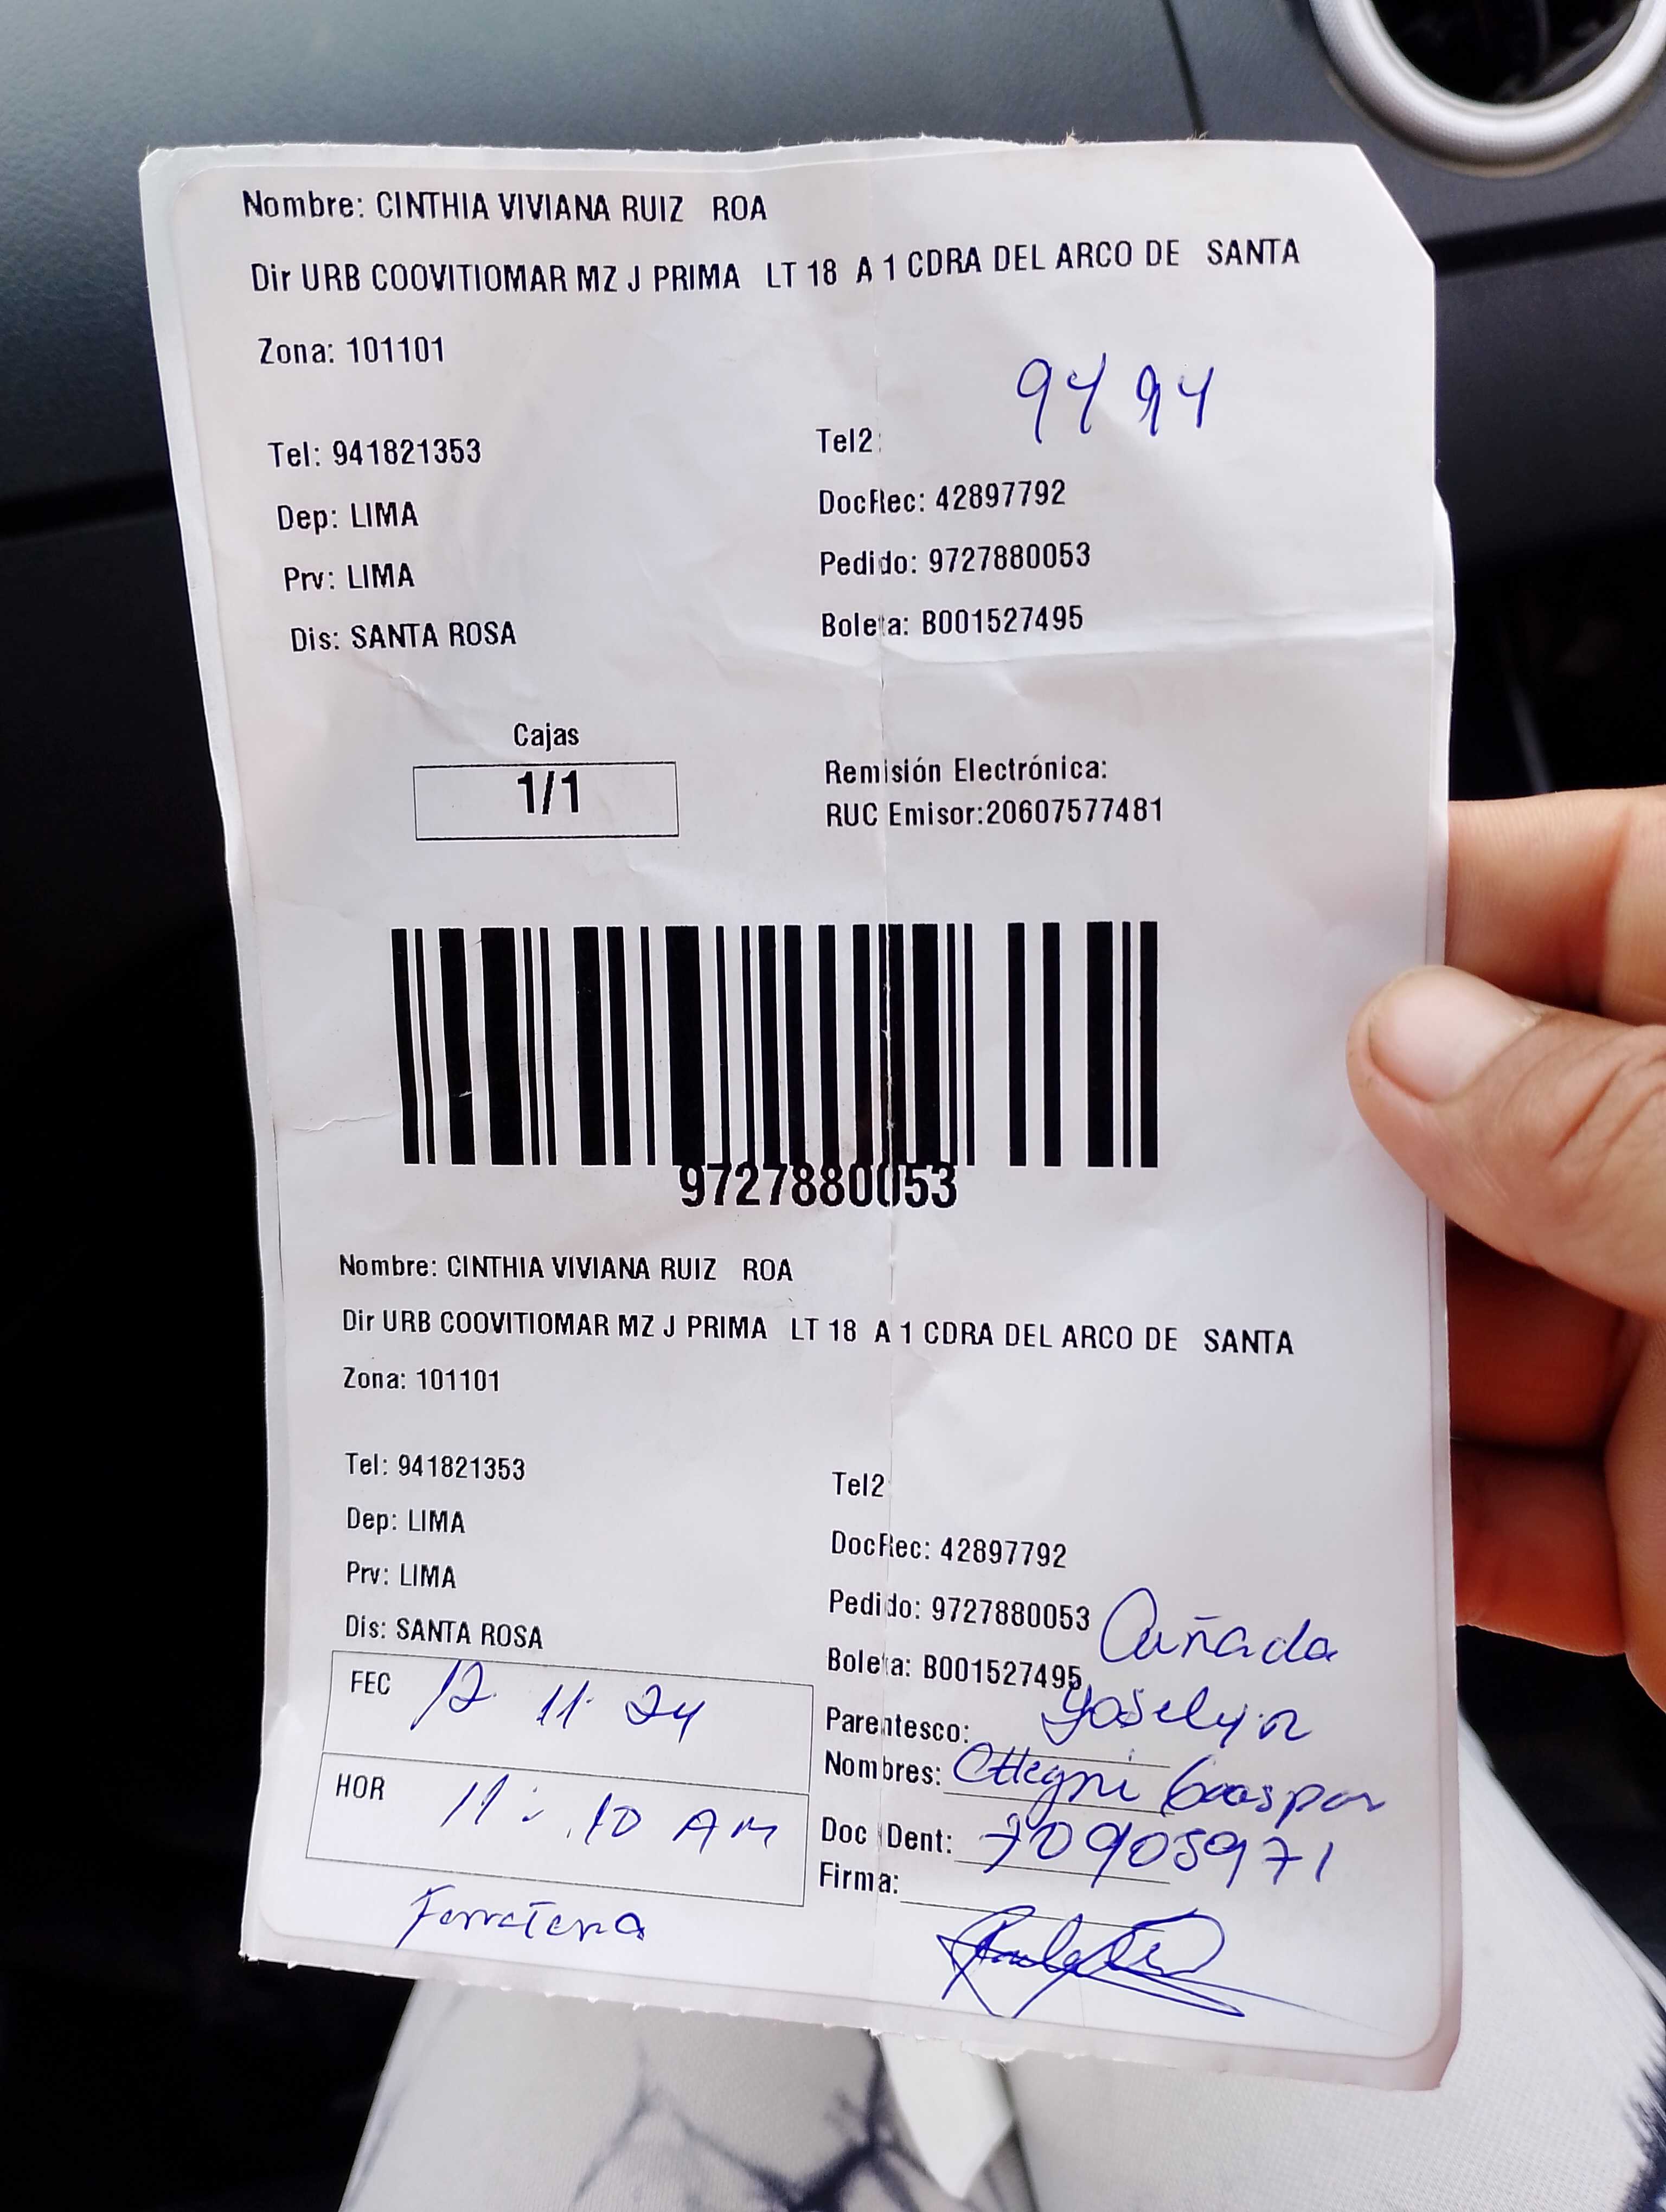 Nombre: CINTHIA VIVIANA RUIZ ROA
Dir URB COOVITIOMAR MZ J PRIMA LT 18 A 1 CDRA DEL ARCO DE SANTA
Zona: 101101
9494
Tel: 941821353 Tel2:
Dep: LIMA DocRec: 42897792
Prv: LIMA Pedido: 9727880053
Dis: SANTA ROSA Boleta: B001527495
Cajas
1/1
Remisión Electrónica:
RUC Emisor:20607577481
9727880053
Nombre: CINTHIA VIVIANA RUIZ ROA
Dir URB COOVITIOMAR MZ J PRIMA LT 18 A 1 CDRA DEL ARCO DE SANTA
Zona: 101101
Tel: 941821353 Tel2
Dep: LIMA DocRec: 42897792
Prv: LIMA Pedido: 9727880053
Dis: SANTA ROSA Boleta: B001527495
Cuñada
FEC 12 11 24
HOR 11:10 AM
Parentesco: Yoselyn
Nombres: Gaspar
Doc IDent: 70905971
Firma:
Ferreteria